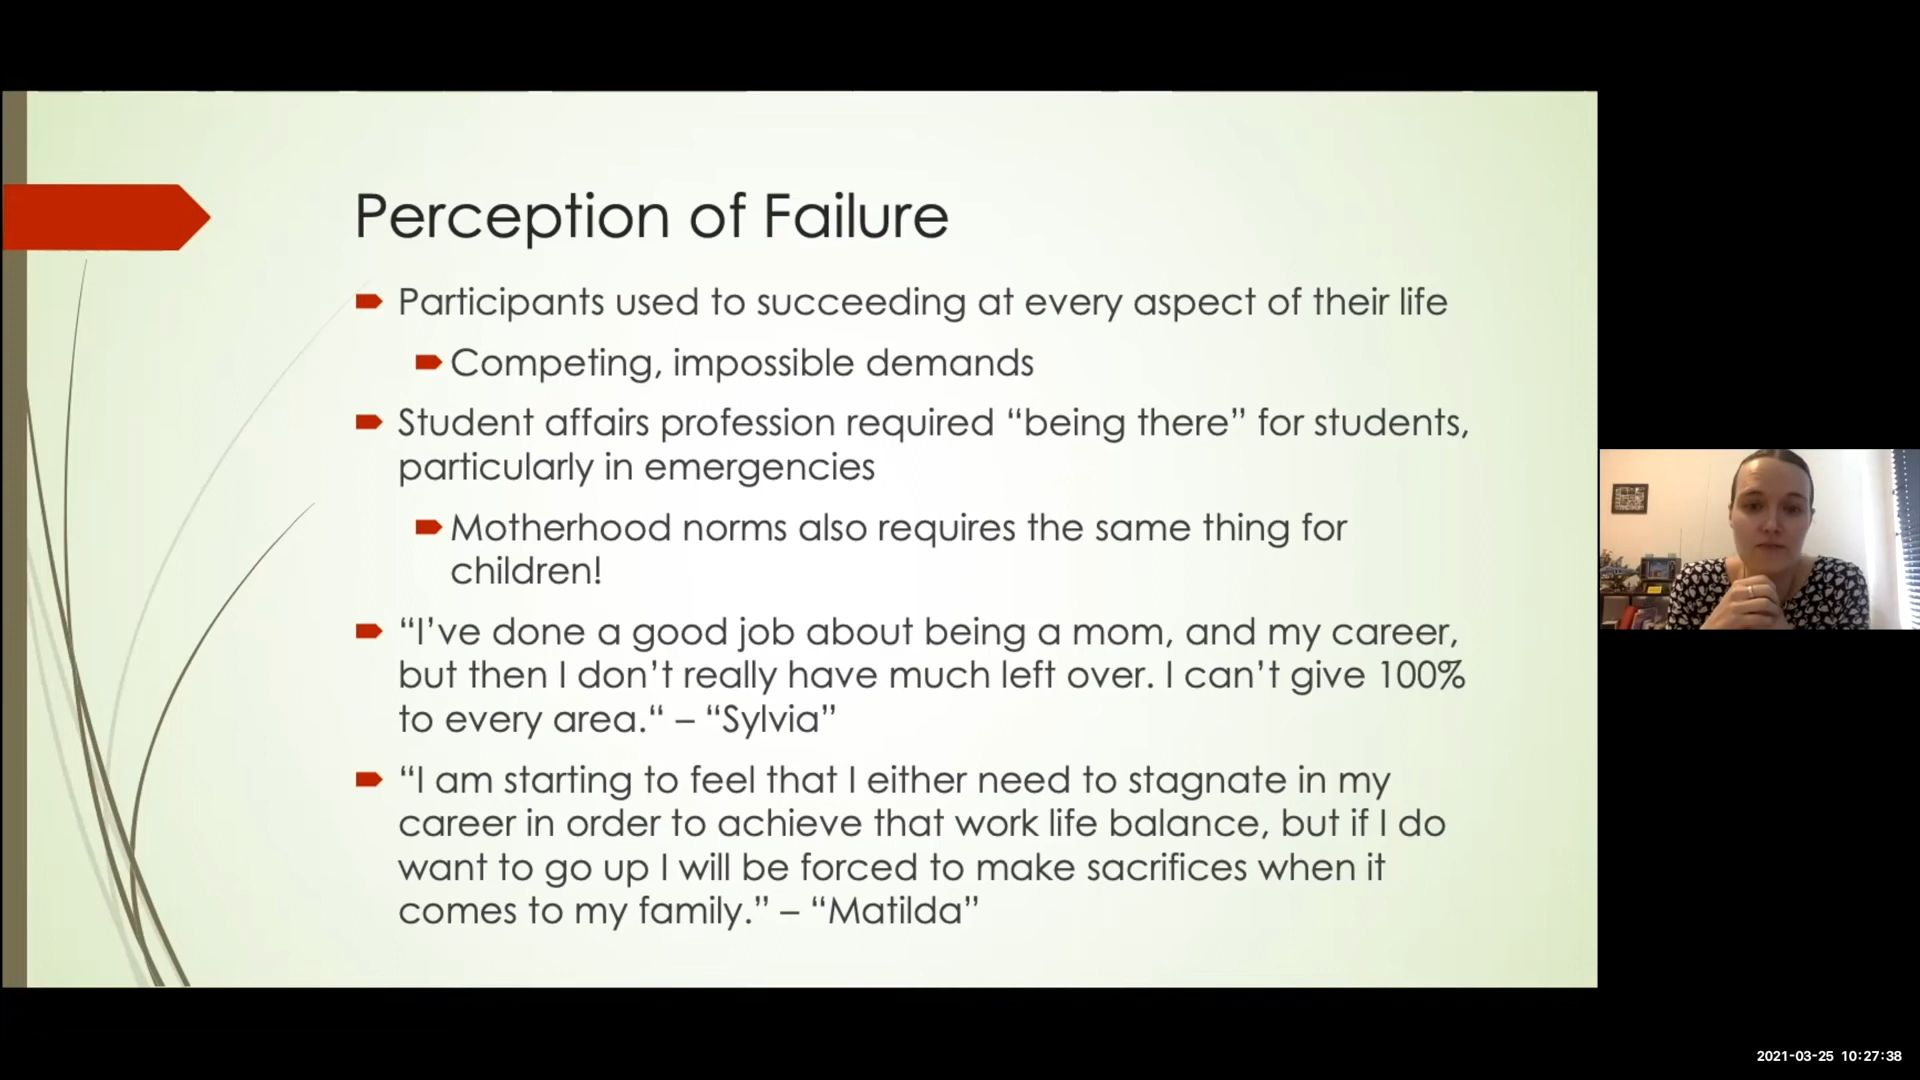 Perception of Failure
Participants used to succeeding at every aspect of their life
Competing, impossible demands
Student affairs profession required “being there” for students,
particularly in emergencies
Motherhood norms also requires the same thing for
children!
“I’ve done a good job about being a mom, and my career,
but then I don’t really have much left over. I can’t give 100%
to every area.“ – “Sylvia”
“I am starting to feel that I either need to stagnate in my
career in order to achieve that work life balance, but if I do
want to go up I will be forced to make sacrifices when it
comes to my family.” – “Matilda”
2021-03-25 10:27:38